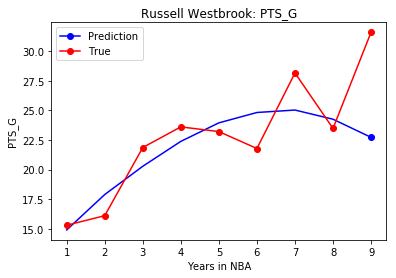 Russell Westbrook: PTS_G
Prediction
True
PTS_G
30.0
27.5
25.0
22.5
20.0
17.5
15.0
1 2 3 4 5 6 7 8 9
Years in NBA